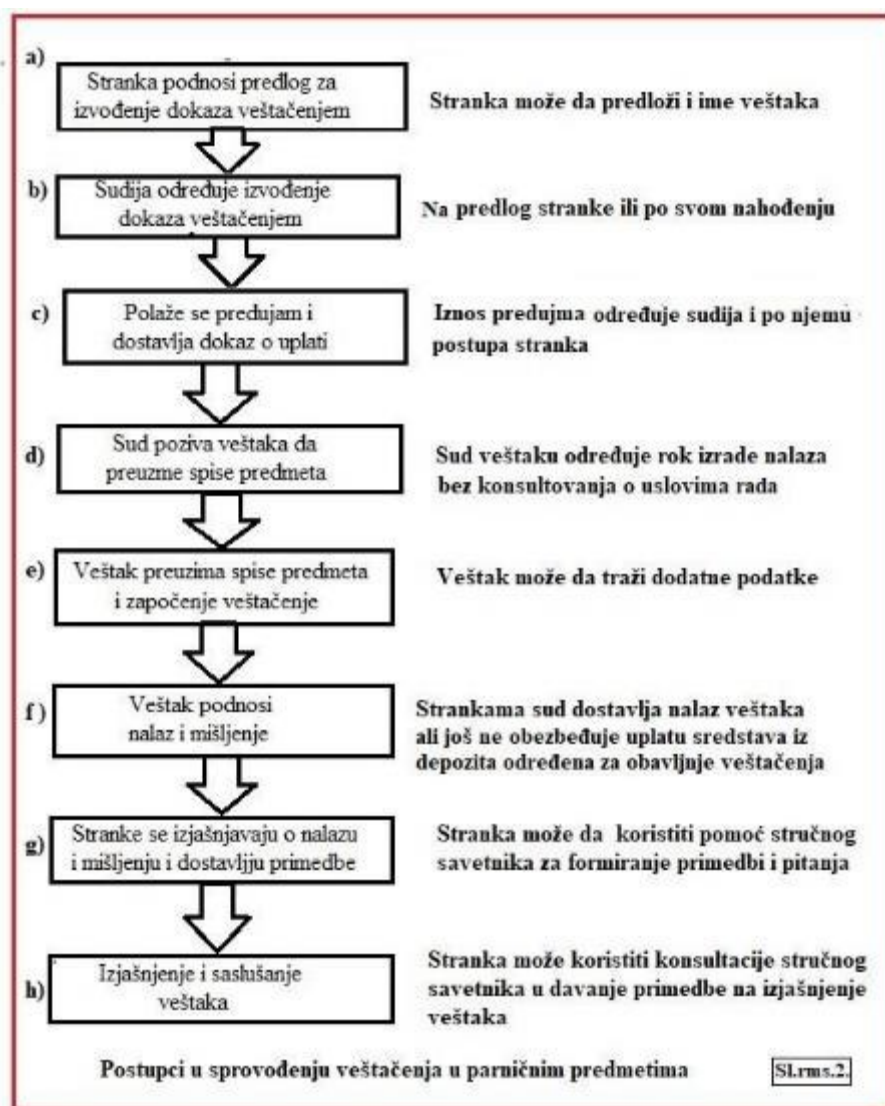 a)
Stranka podnosi predlog za
izvođenje dokaza veštačenjem
Stranka može da predloži i ime veštaka
b)
Sudija određuje izvođenje
dokaza veštačenjem
Na predlog stranke ili po svom nahođenju
c)
Polaže se predujam i
dostavlja dokaz o uplati
Iznos predujma određuje sudija i po njemu
postupa stranka
d)
Sud poziva veštaka da
preuzme spise predmeta
Sud veštaku određuje rok izrade nalaza
bez konsultovanja o uslovima rada
e)
Veštak preuzima spise predmeta
i započenje veštačenje
Veštak može da traži dodatne podatke
f )
Veštak podnosi
nalaz i mišljenje
Strankama sud dostavlja nalaz veštaka
ali još ne obezbeđuje uplatu sredstava iz
depozita određena za obavljnje veštačenja
g)
Stranke se izjašnjavaju o nalazu
i mišljenju i dostavljju primedbe
Stranka može da koristiti pomoć stručnog
savetnika za formiranje primedbi i pitanja
h)
Izjašnjenje i saslušanje
veštaka
Stranka može koristiti konsultacije stručnog
savetnika u davanje primedbe na izjašnjenje
veštaka
Postupci u sprovođenju veštačenja u parničnim predmetima
Sl.rms.2.